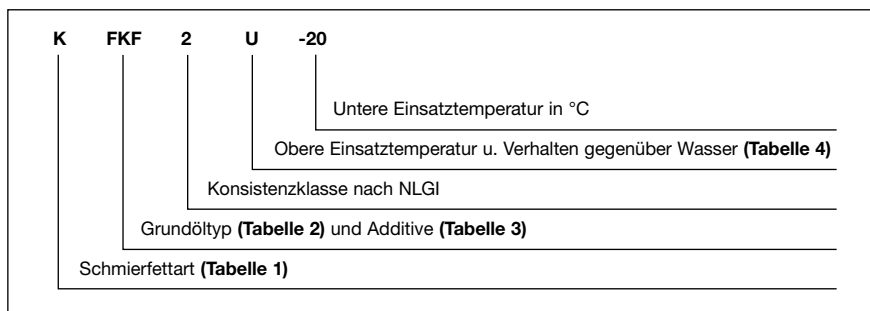 K FKF 2 U -20
Untere Einsatztemperatur in °C
Obere Einsatztemperatur u. Verhalten gegenüber Wasser (Tabelle 4)
Konsistenzklasse nach NLGI
Grundöltyp (Tabelle 2) und Additive (Tabelle 3)
Schmierfettart (Tabelle 1)